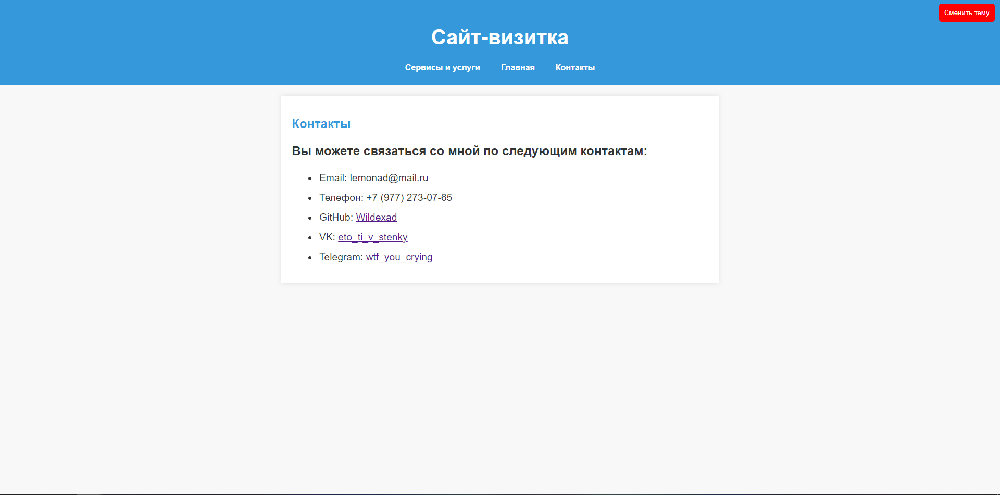 Сменить тему
Сайт-визитка
Сервисы и услуги Главная Контакты
Контакты
Вы можете связаться со мной по следующим контактам:
Email: lemonad@mail.ru
Телефон: +7 (977) 273-07-65
GitHub: Wildexad
VK: eto_ti_v_stenky
Telegram: wtf_you_crying